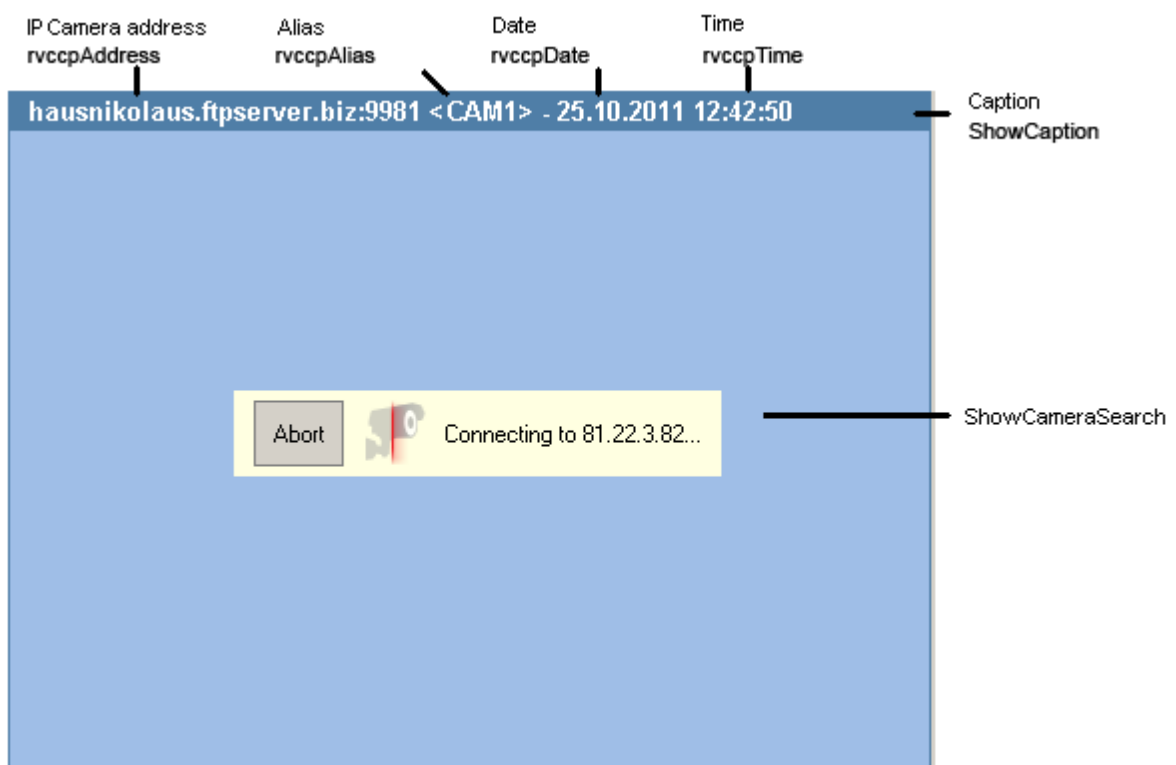 IP Camera address
rvccpAddress
Alias
rvccpAlias
Date
rvccpDate
Time
rvccpTime
hausnikolaus.ftpserver.biz:9981 <CAM1> - 25.10.2011 12:42:50
Caption
ShowCaption
Abort
Connecting to 81.22.3.82...
ShowCameraSearch